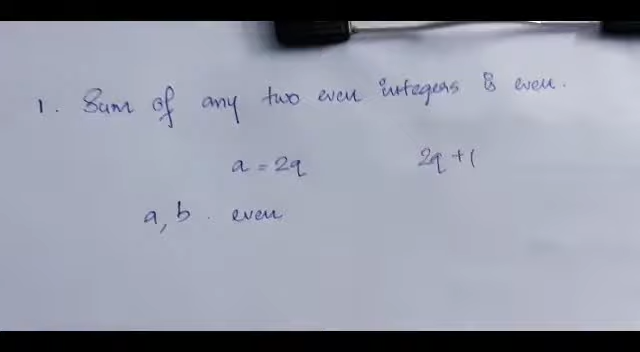 1. Sum of any two even integers is even.
a = 2q 2q + 1
a, b . even